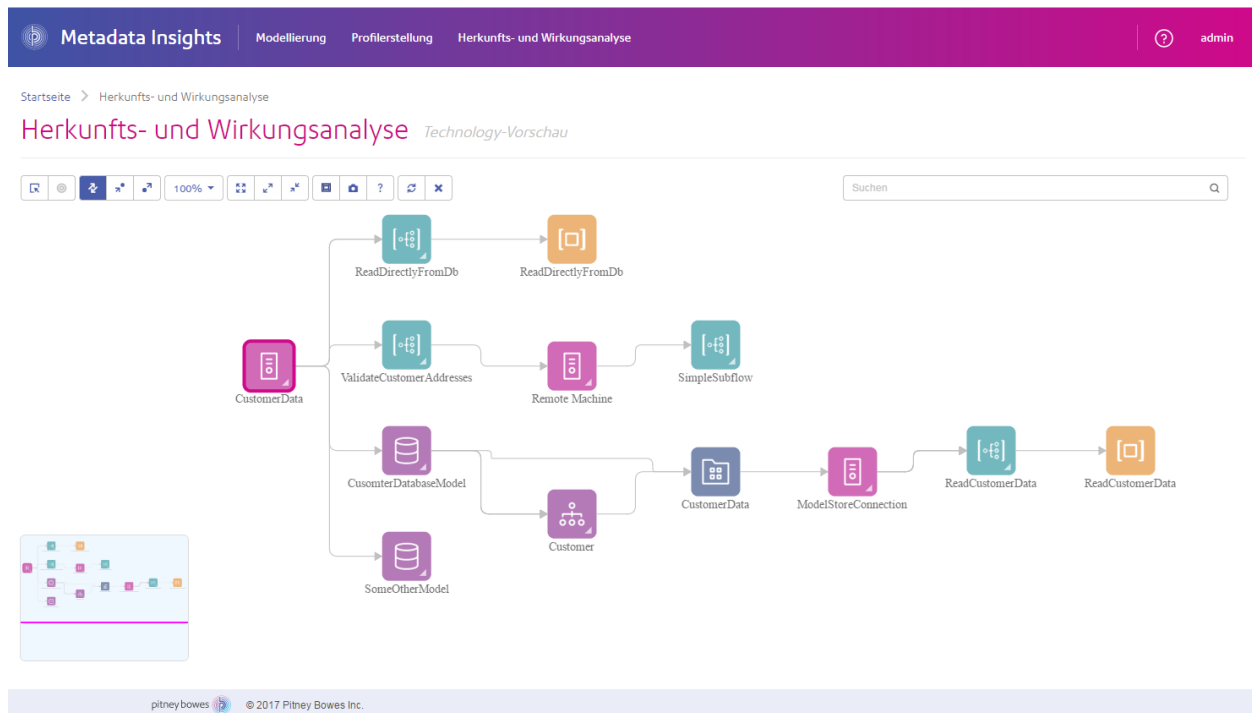 Metadata Insights Modellierung Profilerstellung Herkunfts- und Wirkungsanalyse ? admin
Startseite > Herkunfts- und Wirkungsanalyse
Herkunfts- und Wirkungsanalyse Technology-Vorschau
100% ? Suchen
ReadDirectlyFromDb ReadDirectlyFromDb
ValidateCustomerAddresses SimpleSubflow
CustomerData Remote Machine
CusomterDatabaseModel ReadCustomerData ReadCustomerData
CustomerData ModelStoreConnection
Customer
SomeOtherModel
pitney bowes © 2017 Pitney Bowes Inc.